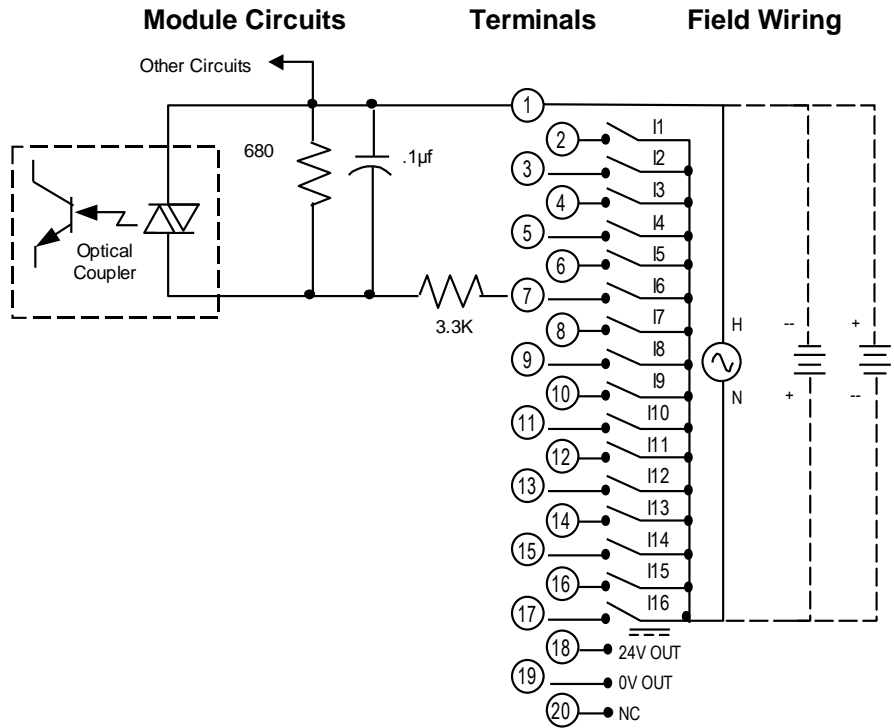 Module Circuits Terminals Field Wiring
Other Circuits
1
2 I1
680 .1µf
3 I2
4 I3
5 I4
Optical
Coupler
6 I5
7 I6
3.3K
8 I7
H -- +
9 I8
10 I9
N + --
11 I10
12 I11
13 I12
14 I13
15 I14
16 I15
17 I16
18 24V OUT
19 0V OUT
20 NC